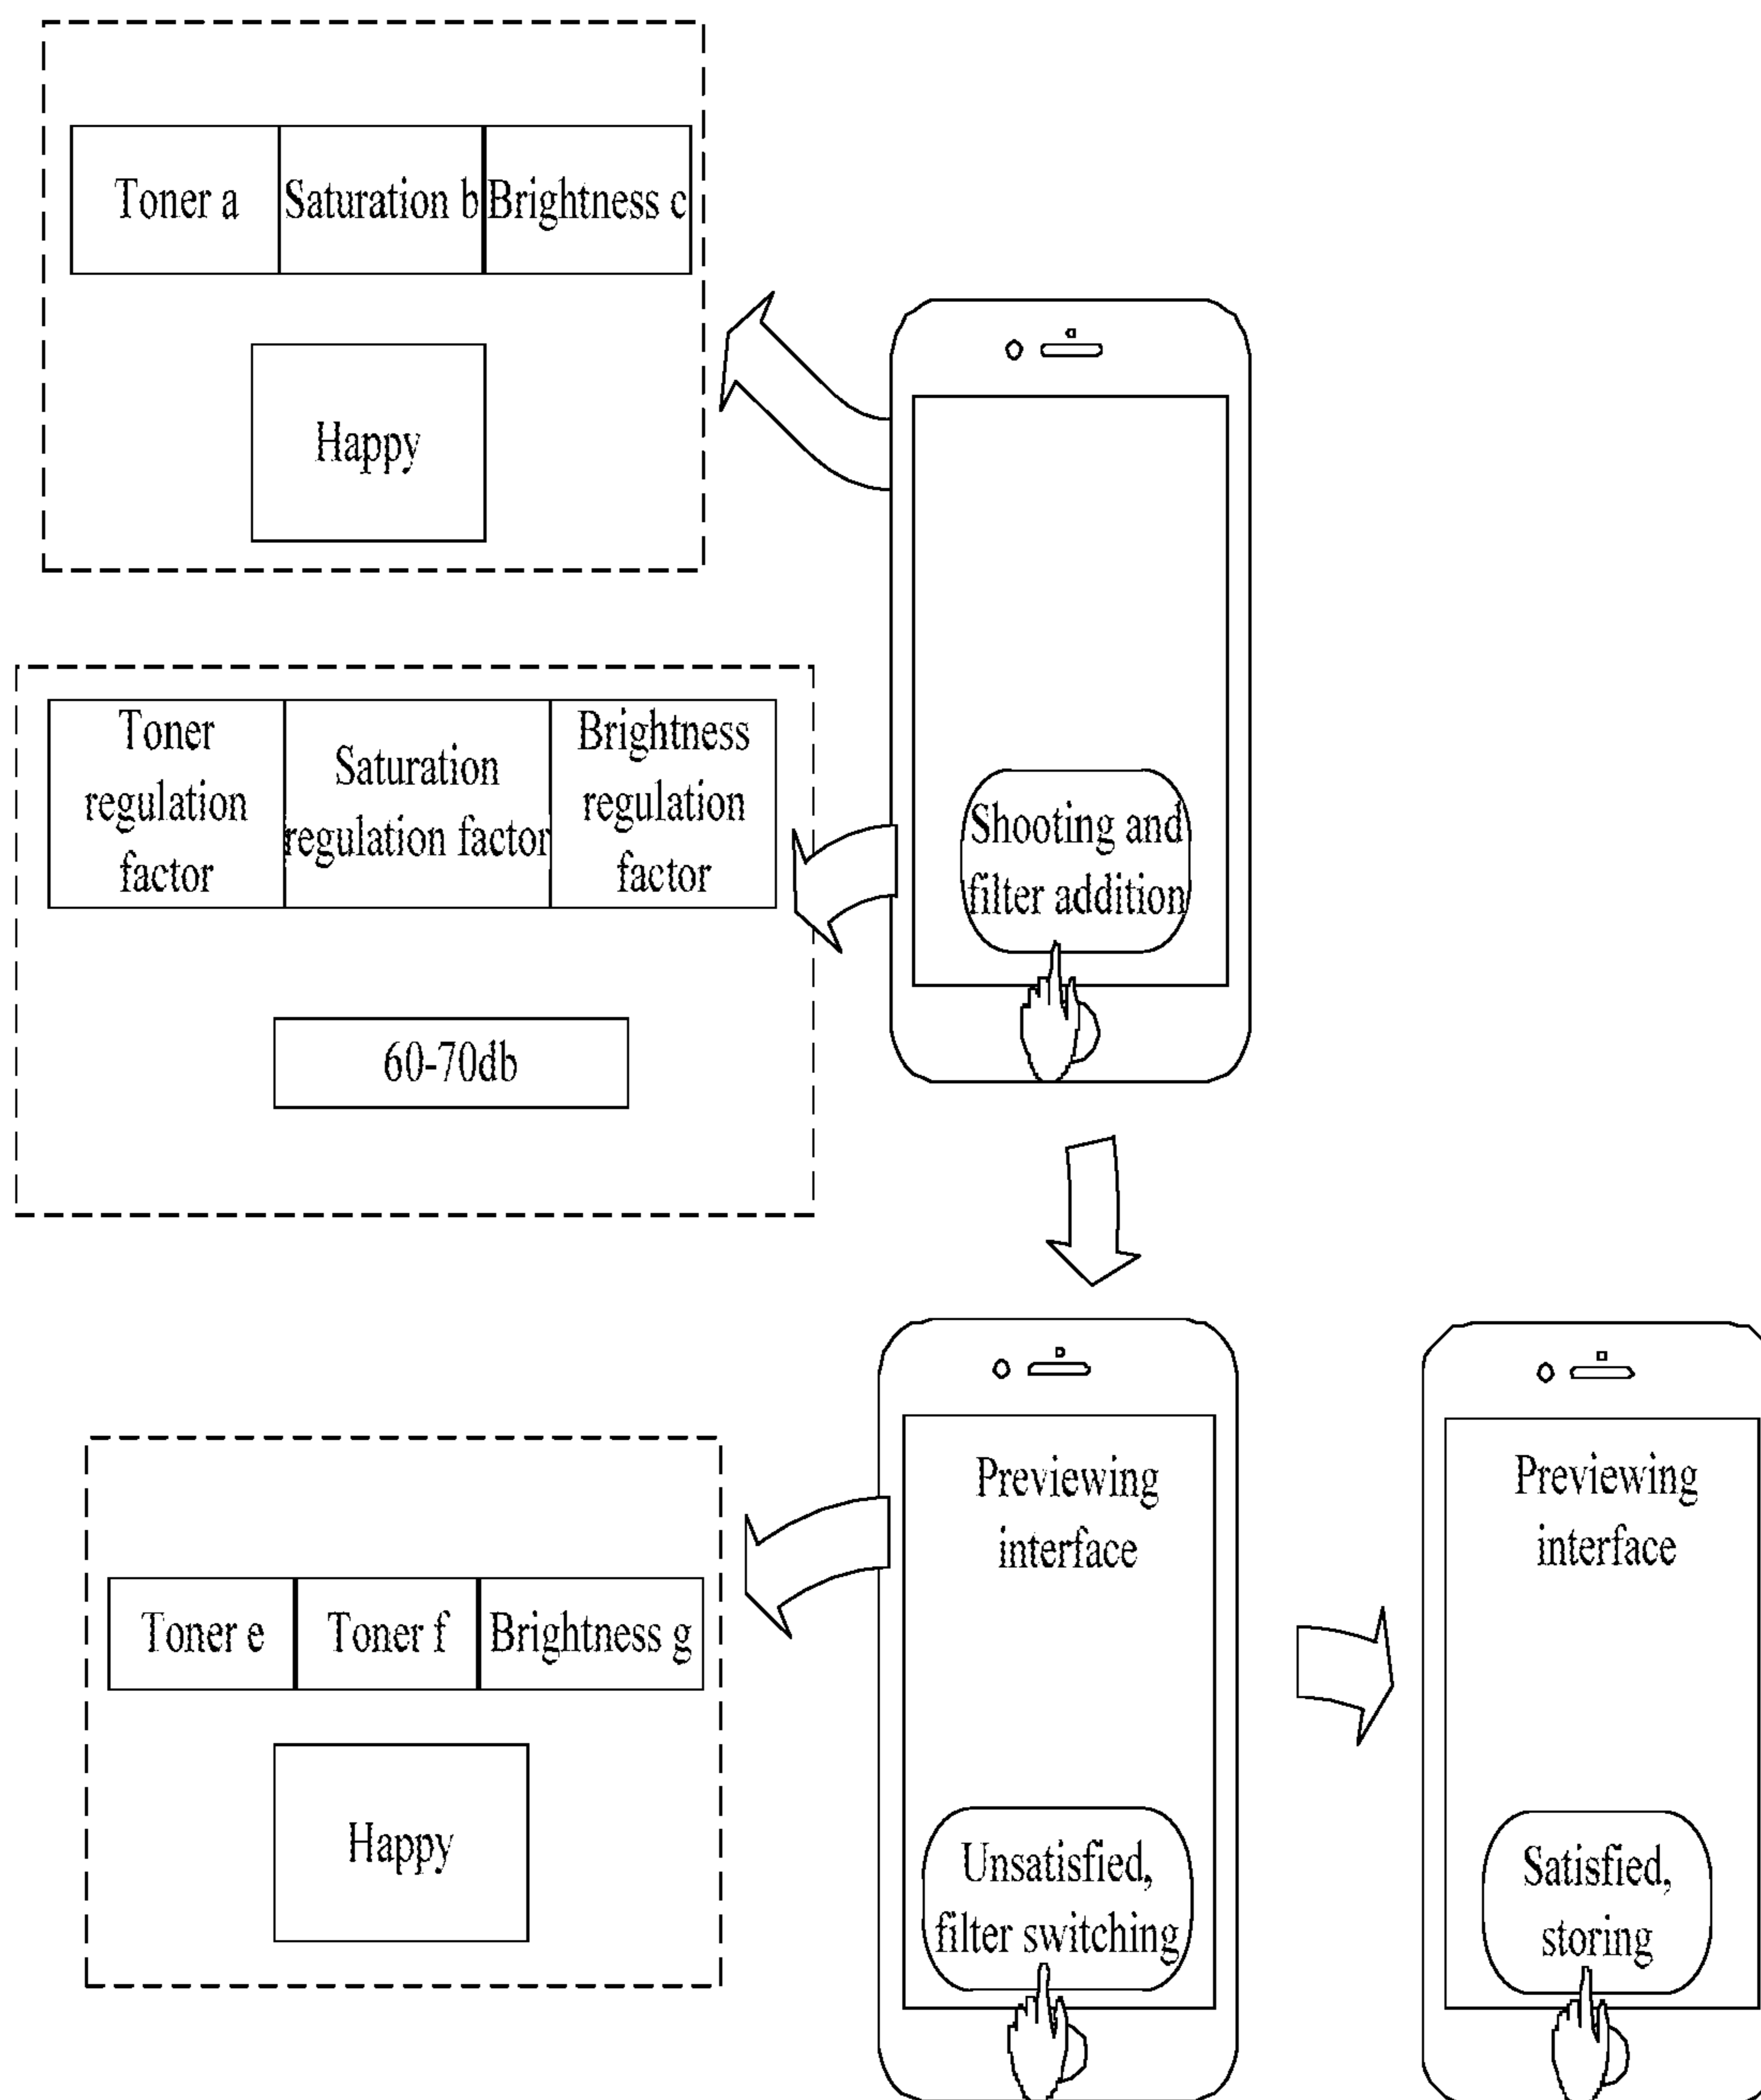 Toner a
Saturation b
Brightness c
Happy
Toner
regulation
factor
Saturation
regulation factor
Brightness
regulation
factor
60-70db
Shooting and
filter addition
Previewing
interface
Unsatisfied,
filter switching
Toner e
Toner f
Brightness g
Happy
Previewing
interface
Satisfied,
storing